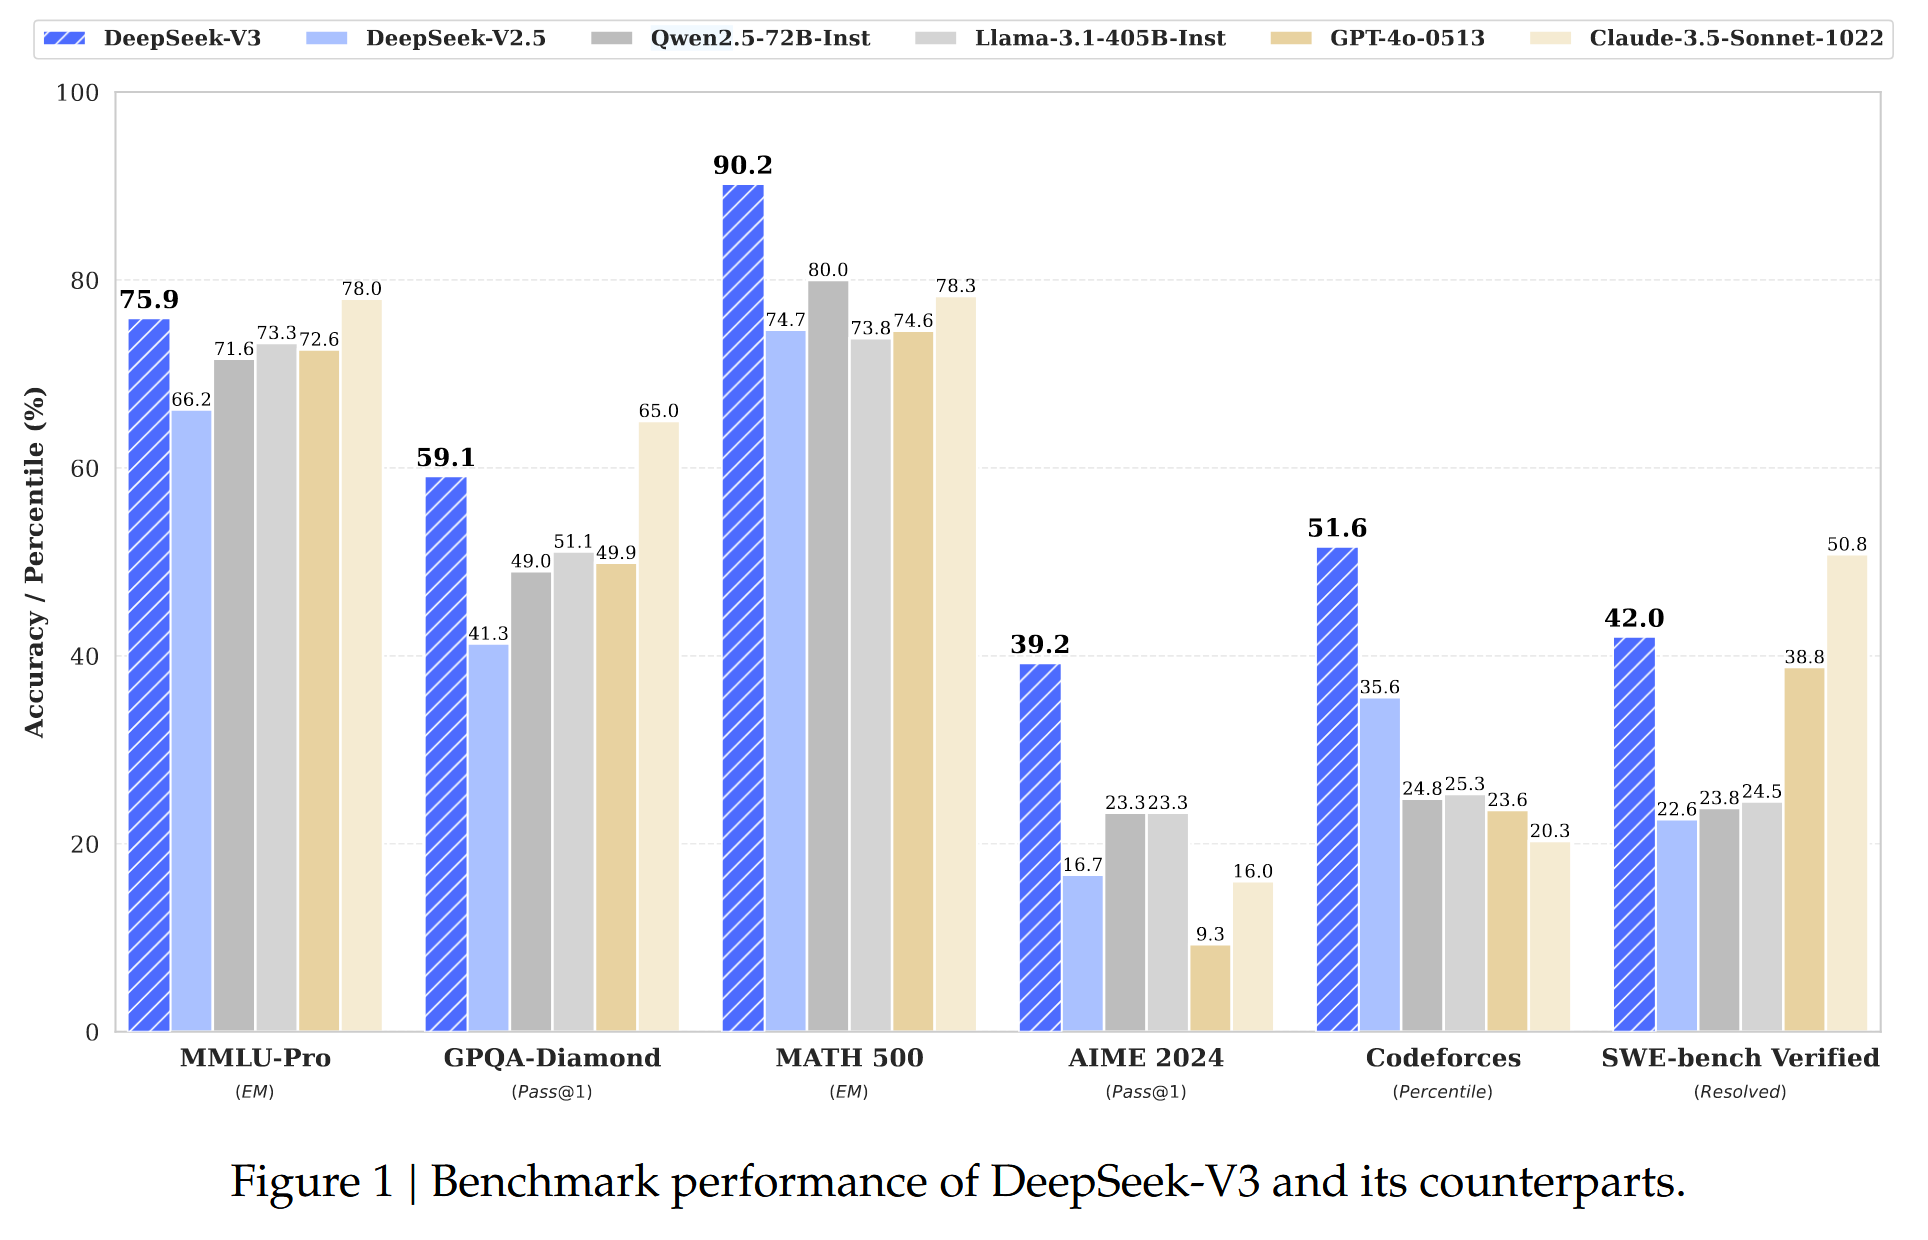 DeepSeek-V3 DeepSeek-V2.5 Qwen2.5-72B-Inst Llama-3.1-405B-Inst GPT-4o-0513 Claude-3.5-Sonnet-1022
Accuracy / Percentile (%)
100
80
60
40
20
0
75.9 66.2 71.6 73.3 72.6 78.0
59.1 41.3 49.0 51.1 49.9 65.0
90.2 74.7 80.0 73.8 74.6 78.3
39.2 16.7 23.3 23.3 9.3 16.0
51.6 35.6 24.8 25.3 23.6 20.3
42.0 22.6 23.8 24.5 38.8 50.8
MMLU-Pro GPQA-Diamond MATH 500 AIME 2024 Codeforces SWE-bench Verified
(EM) (Pass@1) (EM) (Pass@1) (Percentile) (Resolved)
Figure 1 | Benchmark performance of DeepSeek-V3 and its counterparts.